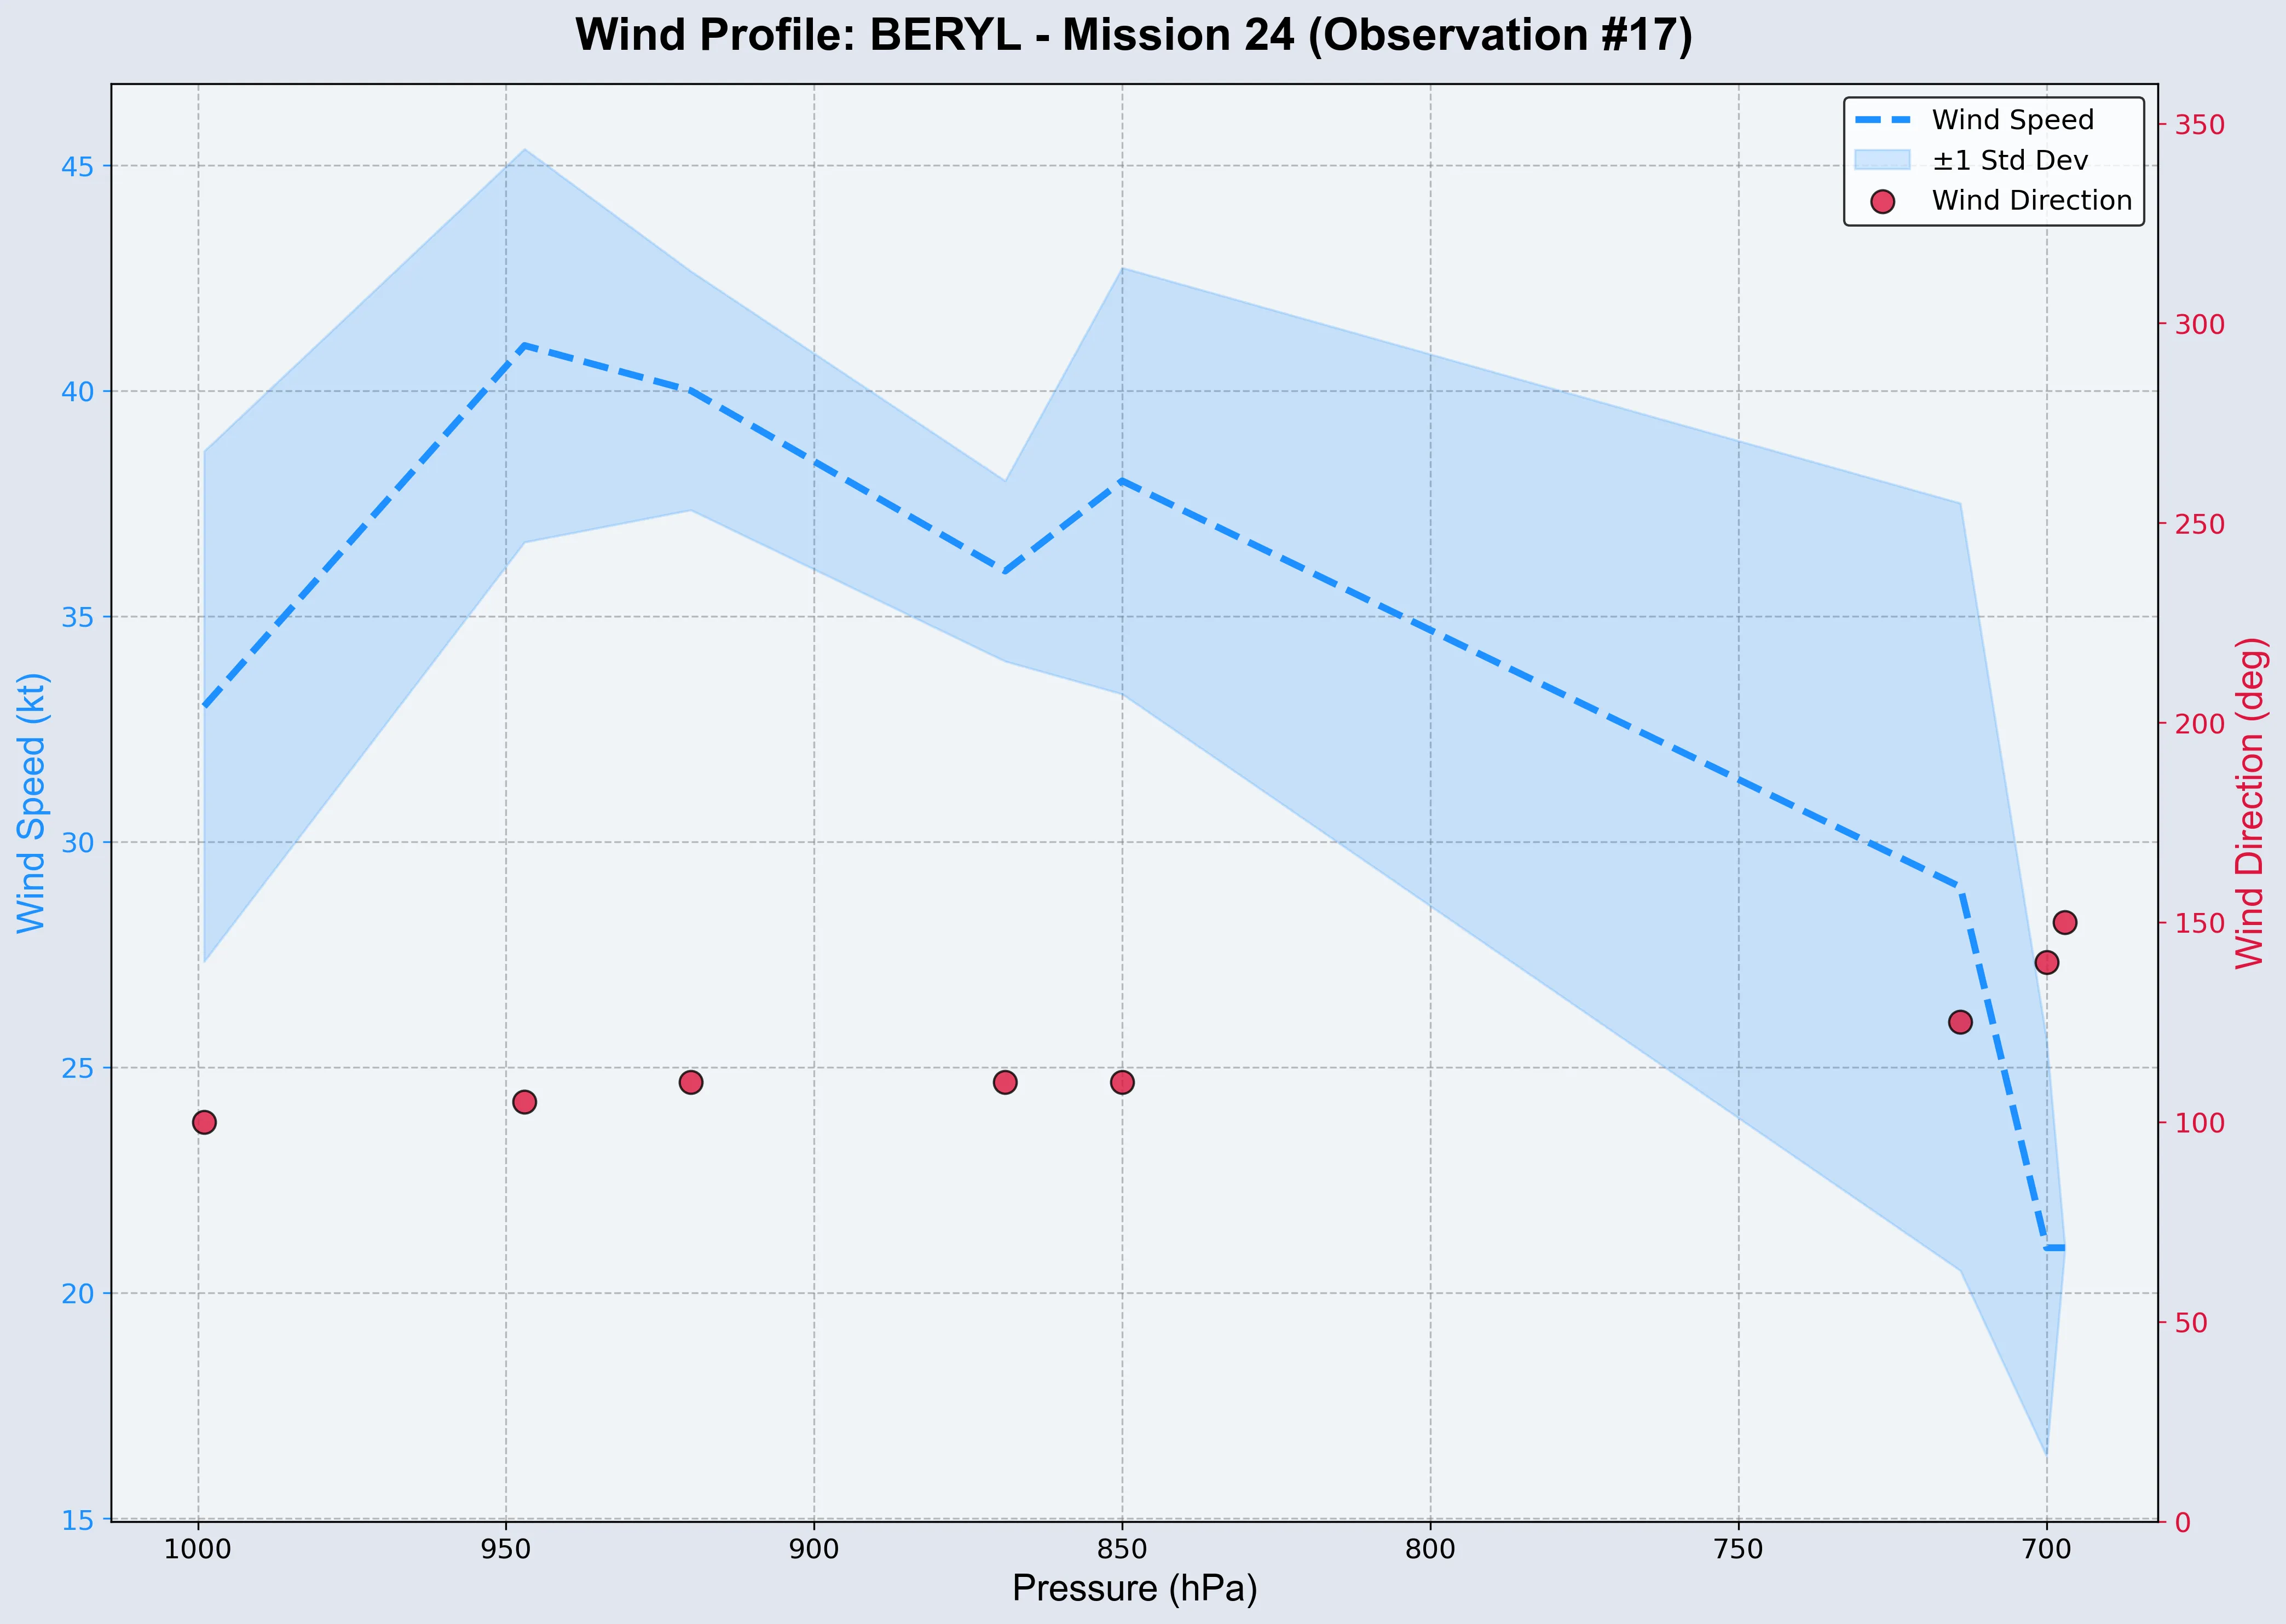 Wind Profile: BERYL - Mission 24 (Observation #17)
Wind Speed
±1 Std Dev
Wind Direction
45
40
35
30
25
20
15
Wind Speed (kt)
350
300
250
200
150
100
50
0
Wind Direction (deg)
1000 950 900 850 800 750 700
Pressure (hPa)